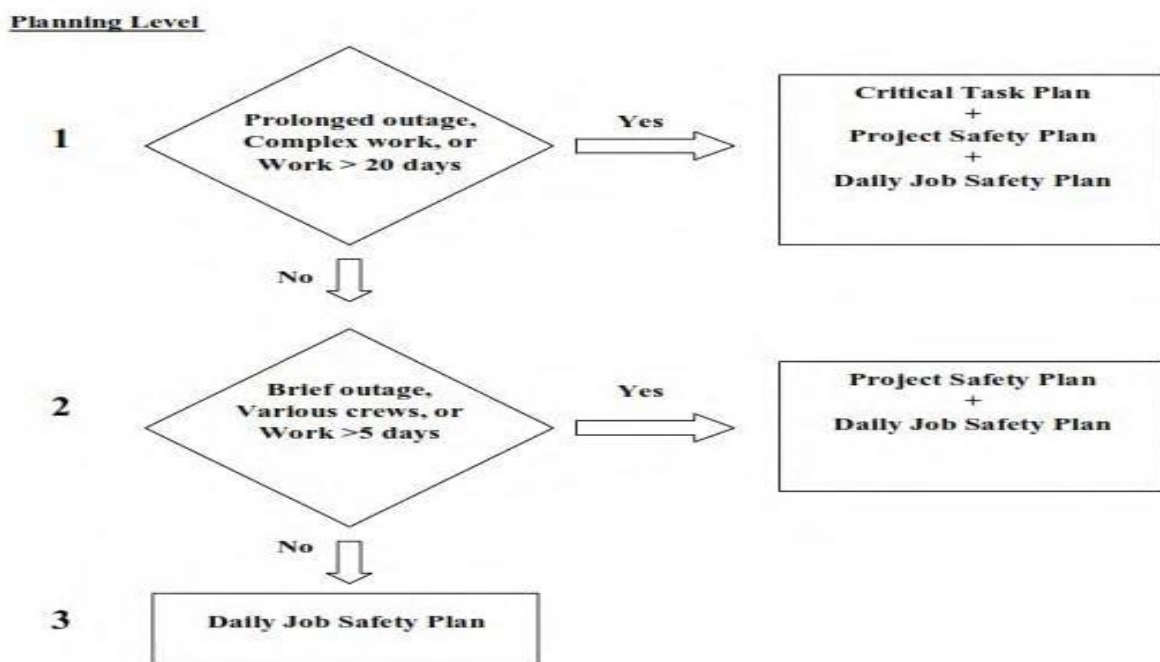 Planning Level
1
Prolonged outage,
Complex work, or
Work > 20 days
Yes
Critical Task Plan
+
Project Safety Plan
+
Daily Job Safety Plan
No
2
Brief outage,
Various crews, or
Work >5 days
Yes
Project Safety Plan
+
Daily Job Safety Plan
No
3
Daily Job Safety Plan